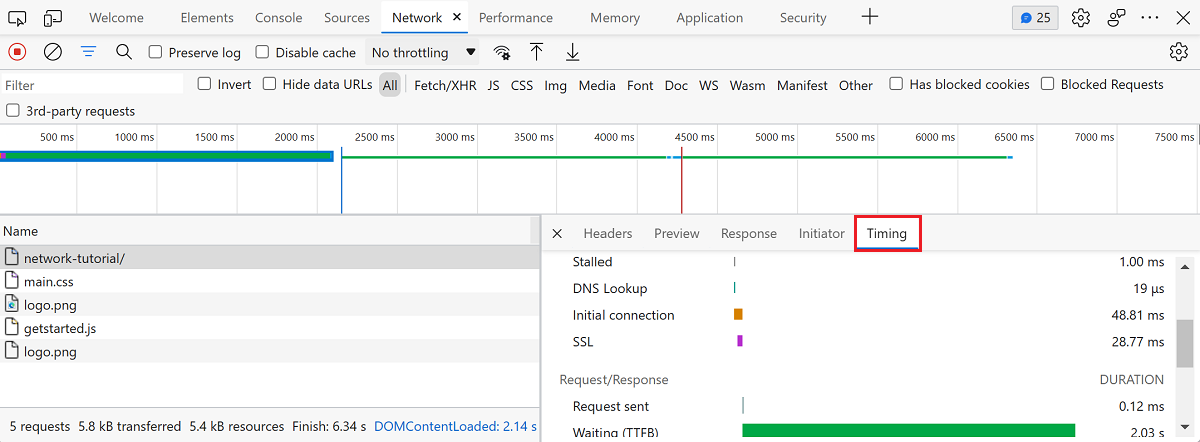 Welcome Elements Console Sources Network Performance Memory Application Security 25
Preserve log Disable cache No throttling
Filter Invert Hide data URLs All Fetch/XHR JS CSS Img Media Font Doc WS Wasm Manifest Other Has blocked cookies Blocked Requests
3rd-party requests
500 ms 1000 ms 1500 ms 2000 ms 2500 ms 3000 ms 3500 ms 4000 ms 4500 ms 5000 ms 5500 ms 6000 ms 6500 ms 7000 ms 7500 ms
Name
network-tutorial/
main.css
logo.png
getstarted.js
logo.png
5 requests 5.8 kB transferred 5.4 kB resources Finish: 6.34 s DOMContentLoaded: 2.14 s
Headers Preview Response Initiator Timing
Stalled 1.00 ms
DNS Lookup 19 μs
Initial connection 48.81 ms
SSL 28.77 ms
Request/Response DURATION
Request sent 0.12 ms
Waiting (TTFB) 2.03 s